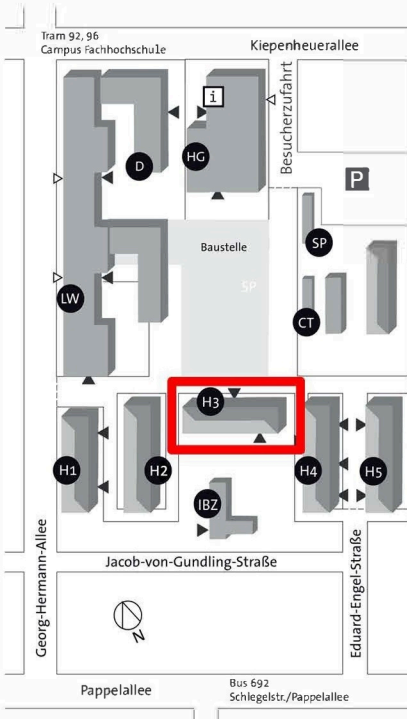 Tram 92, 96
Campus Fachhochschule
Kiepenheuerallee
i
Besucherzufahrt
HG
D
P
SP
Baustelle
SP
LW
CT
H3
H1
H2
H4
H5
IBZ
Georg-Hermann-Allee
Jacob-von-Gundling-Straße
Eduard-Engel-Straße
N
Pappelallee
Bus 692
Schlegelstr./Pappelallee